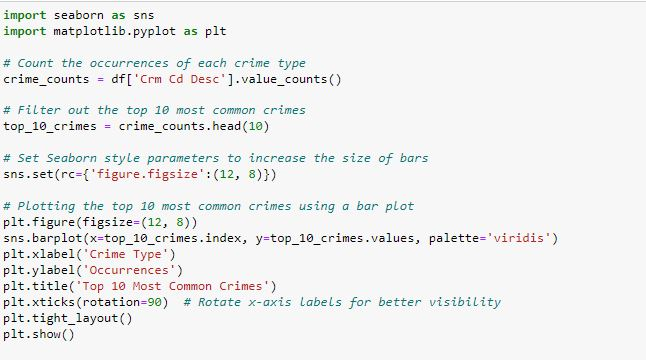 import seaborn as sns
import matplotlib.pyplot as plt
# Count the occurrences of each crime type
crime_counts = df['Crm Cd Desc'].value_counts()
# Filter out the top 10 most common crimes
top_10_crimes = crime_counts.head(10)
# Set Seaborn style parameters to increase the size of bars
sns.set(rc={'figure.figsize':(12, 8)})
# Plotting the top 10 most common crimes using a bar plot
plt.figure(figsize=(12, 8))
sns.barplot(x=top_10_crimes.index, y=top_10_crimes.values, palette='viridis')
plt.xlabel('Crime Type')
plt.ylabel('Occurrences')
plt.title('Top 10 Most Common Crimes')
plt.xticks(rotation=90)  # Rotate x-axis labels for better visibility
plt.tight_layout()
plt.show()